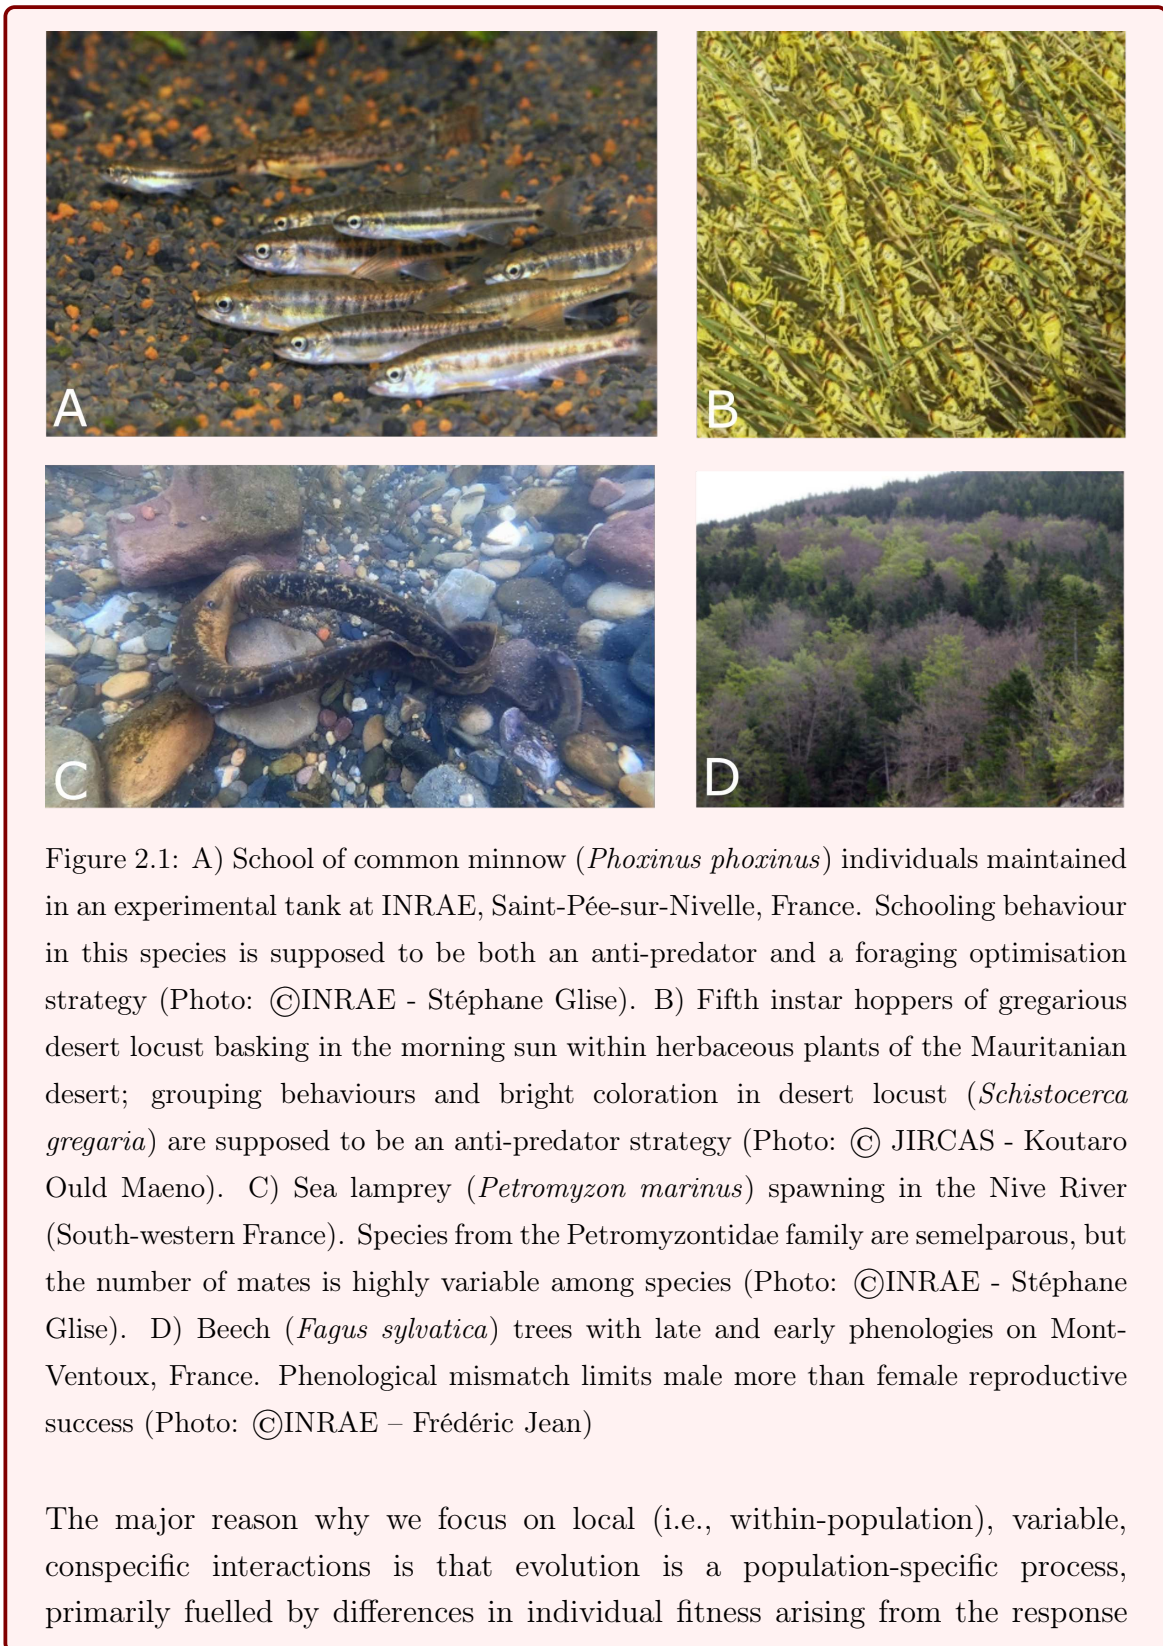 A
B
C
D
Figure 2.1: A) School of common minnow (Phoxinus phoxinus) individuals maintained
in an experimental tank at INRAE, Saint-Pée-sur-Nivelle, France. Schooling behaviour
in this species is supposed to be both an anti-predator and a foraging optimisation
strategy (Photo: ©INRAE - Stéphane Glise). B) Fifth instar hoppers of gregarious
desert locust basking in the morning sun within herbaceous plants of the Mauritanian
desert; grouping behaviours and bright coloration in desert locust (Schistocerca
gregaria) are supposed to be an anti-predator strategy (Photo: © JIRCAS - Koutaro
Ould Maeno). C) Sea lamprey (Petromyzon marinus) spawning in the Nive River
(South-western France). Species from the Petromyzontidae family are semelparous, but
the number of mates is highly variable among species (Photo: ©INRAE - Stéphane
Glise). D) Beech (Fagus sylvatica) trees with late and early phenologies on Mont-
Ventoux, France. Phenological mismatch limits male more than female reproductive
success (Photo: ©INRAE – Frédéric Jean)
The major reason why we focus on local (i.e., within-population), variable,
conspecific interactions is that evolution is a population-specific process,
primarily fuelled by differences in individual fitness arising from the response